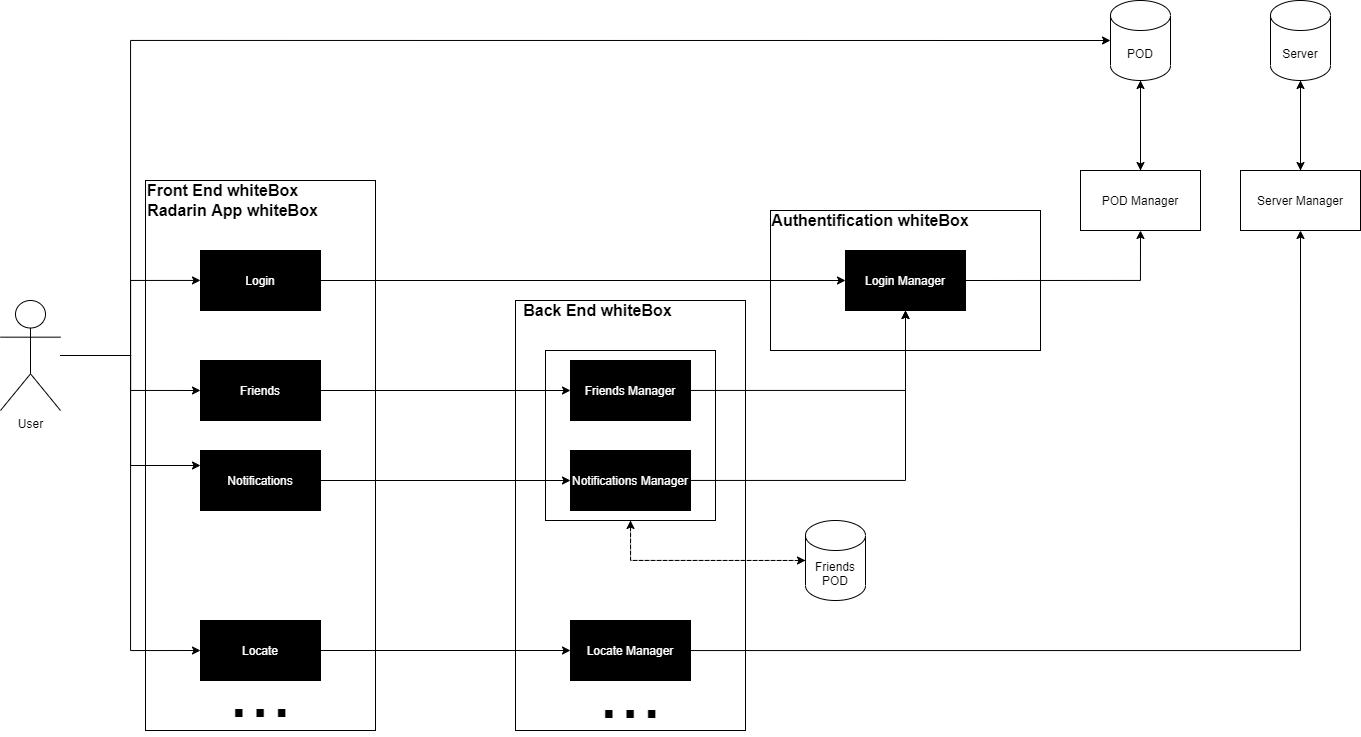 POD
Server
POD Manager
Server Manager
Front End whiteBox
Radarin App whiteBox
Authentification whiteBox
Login
Login Manager
Back End whiteBox
Friends
Friends Manager
User
Notifications
Notifications Manager
Friends
POD
Locate
Locate Manager
...
...